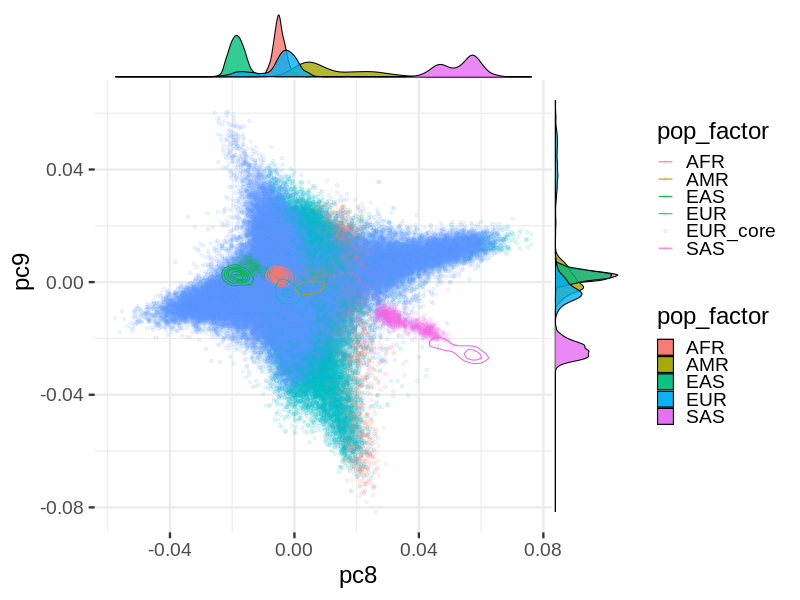 pop_factor
AFR
AMR
EAS
EUR
EUR_core
SAS
pop_factor
AFR
AMR
EAS
EUR
SAS
0.04
0.00
-0.04
-0.08
pc9
-0.04
0.00
0.04
0.08
pc8